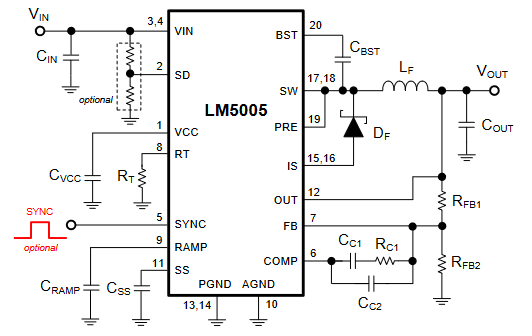 VIN
3,4
VIN
BST
20
CIN
CBST
2
SD
17,18
SW
LF
VOUT
optional
LM5005
19
PRE
DF
COUT
1
VCC
8
RT
IS
15,16
CVCC
RT
OUT
12
RFB1
SYNC
5
SYNC
FB
7
optional
9
RAMP
COMP
6
CC1
RC1
RFB2
11
SS
CRAMP
CSS
PGND
AGND
CC2
13,14
10